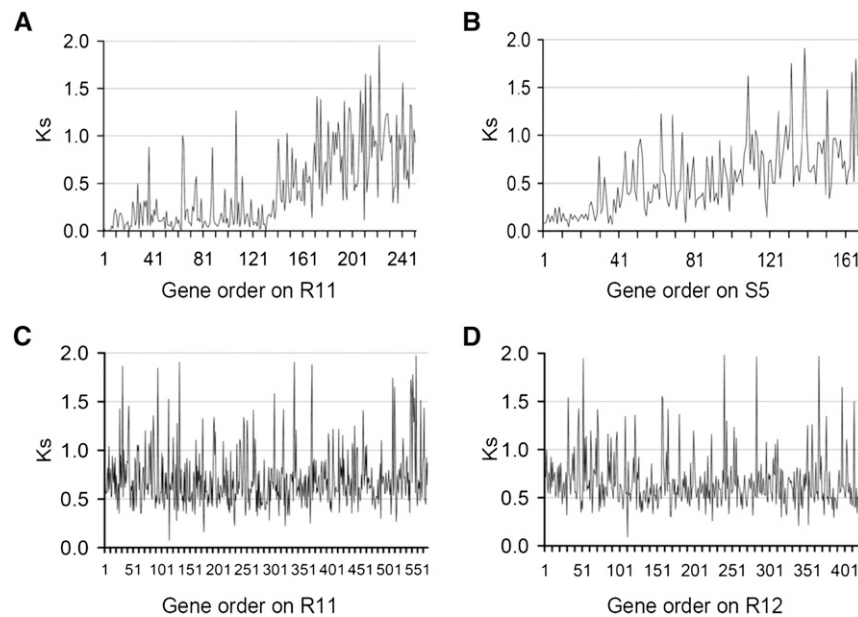 A
Ks
2.0
1.5
1.0
0.5
0.0
1 41 81 121 161 201 241
Gene order on R11
B
Ks
2.0
1.5
1.0
0.5
0.0
1 41 81 121 161
Gene order on S5
C
Ks
2.0
1.5
1.0
0.5
0.0
1 51 101 151 201 251 301 351 401 451 501 551
Gene order on R11
D
Ks
2.0
1.5
1.0
0.5
0.0
1 51 101 151 201 251 301 351 401
Gene order on R12